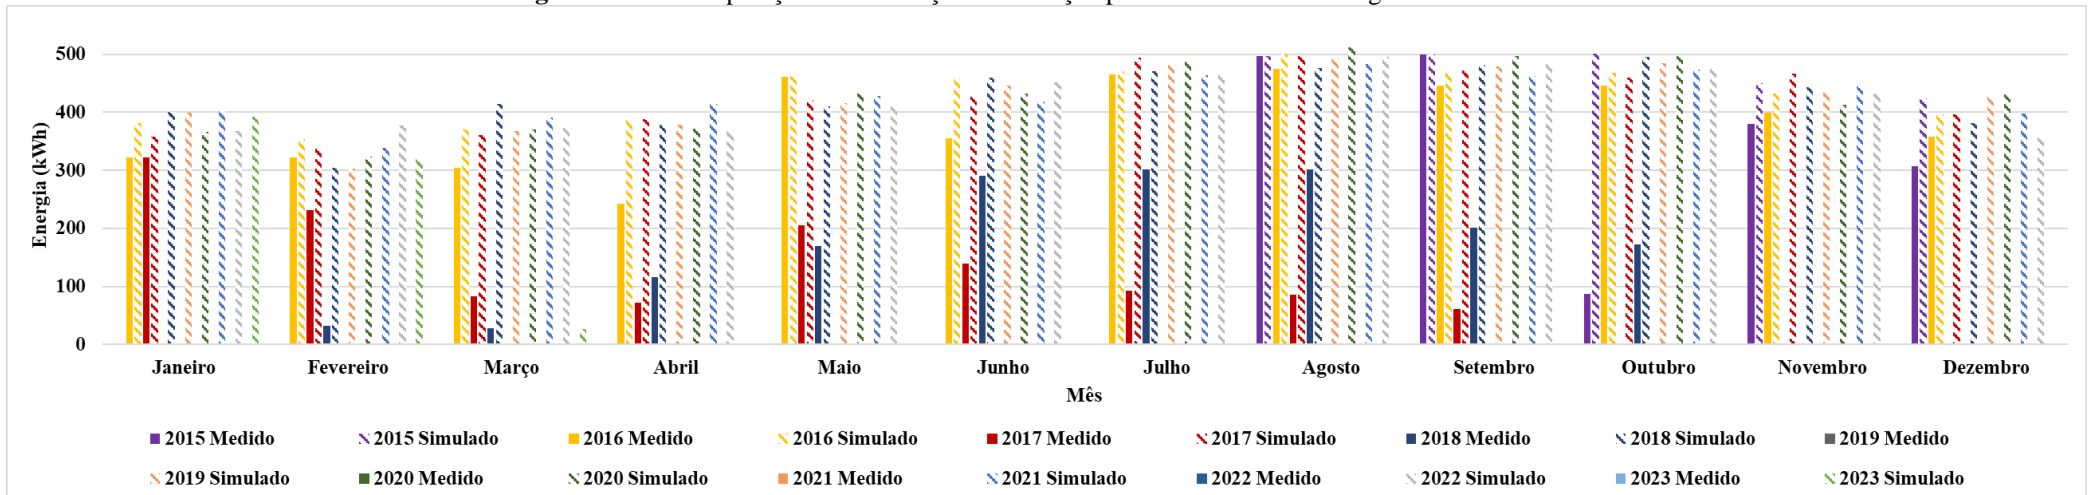 500
400
300
200
100
0
Energia (kWh)
Janeiro Fevereiro Março Abril Maio Junho Julho Agosto Setembro Outubro Novembro Dezembro
Mês
2015 Medido 2015 Simulado 2016 Medido 2016 Simulado 2017 Medido 2017 Simulado 2018 Medido 2018 Simulado 2019 Medido
2019 Simulado 2020 Medido 2020 Simulado 2021 Medido 2021 Simulado 2022 Medido 2022 Simulado 2023 Medido 2023 Simulado